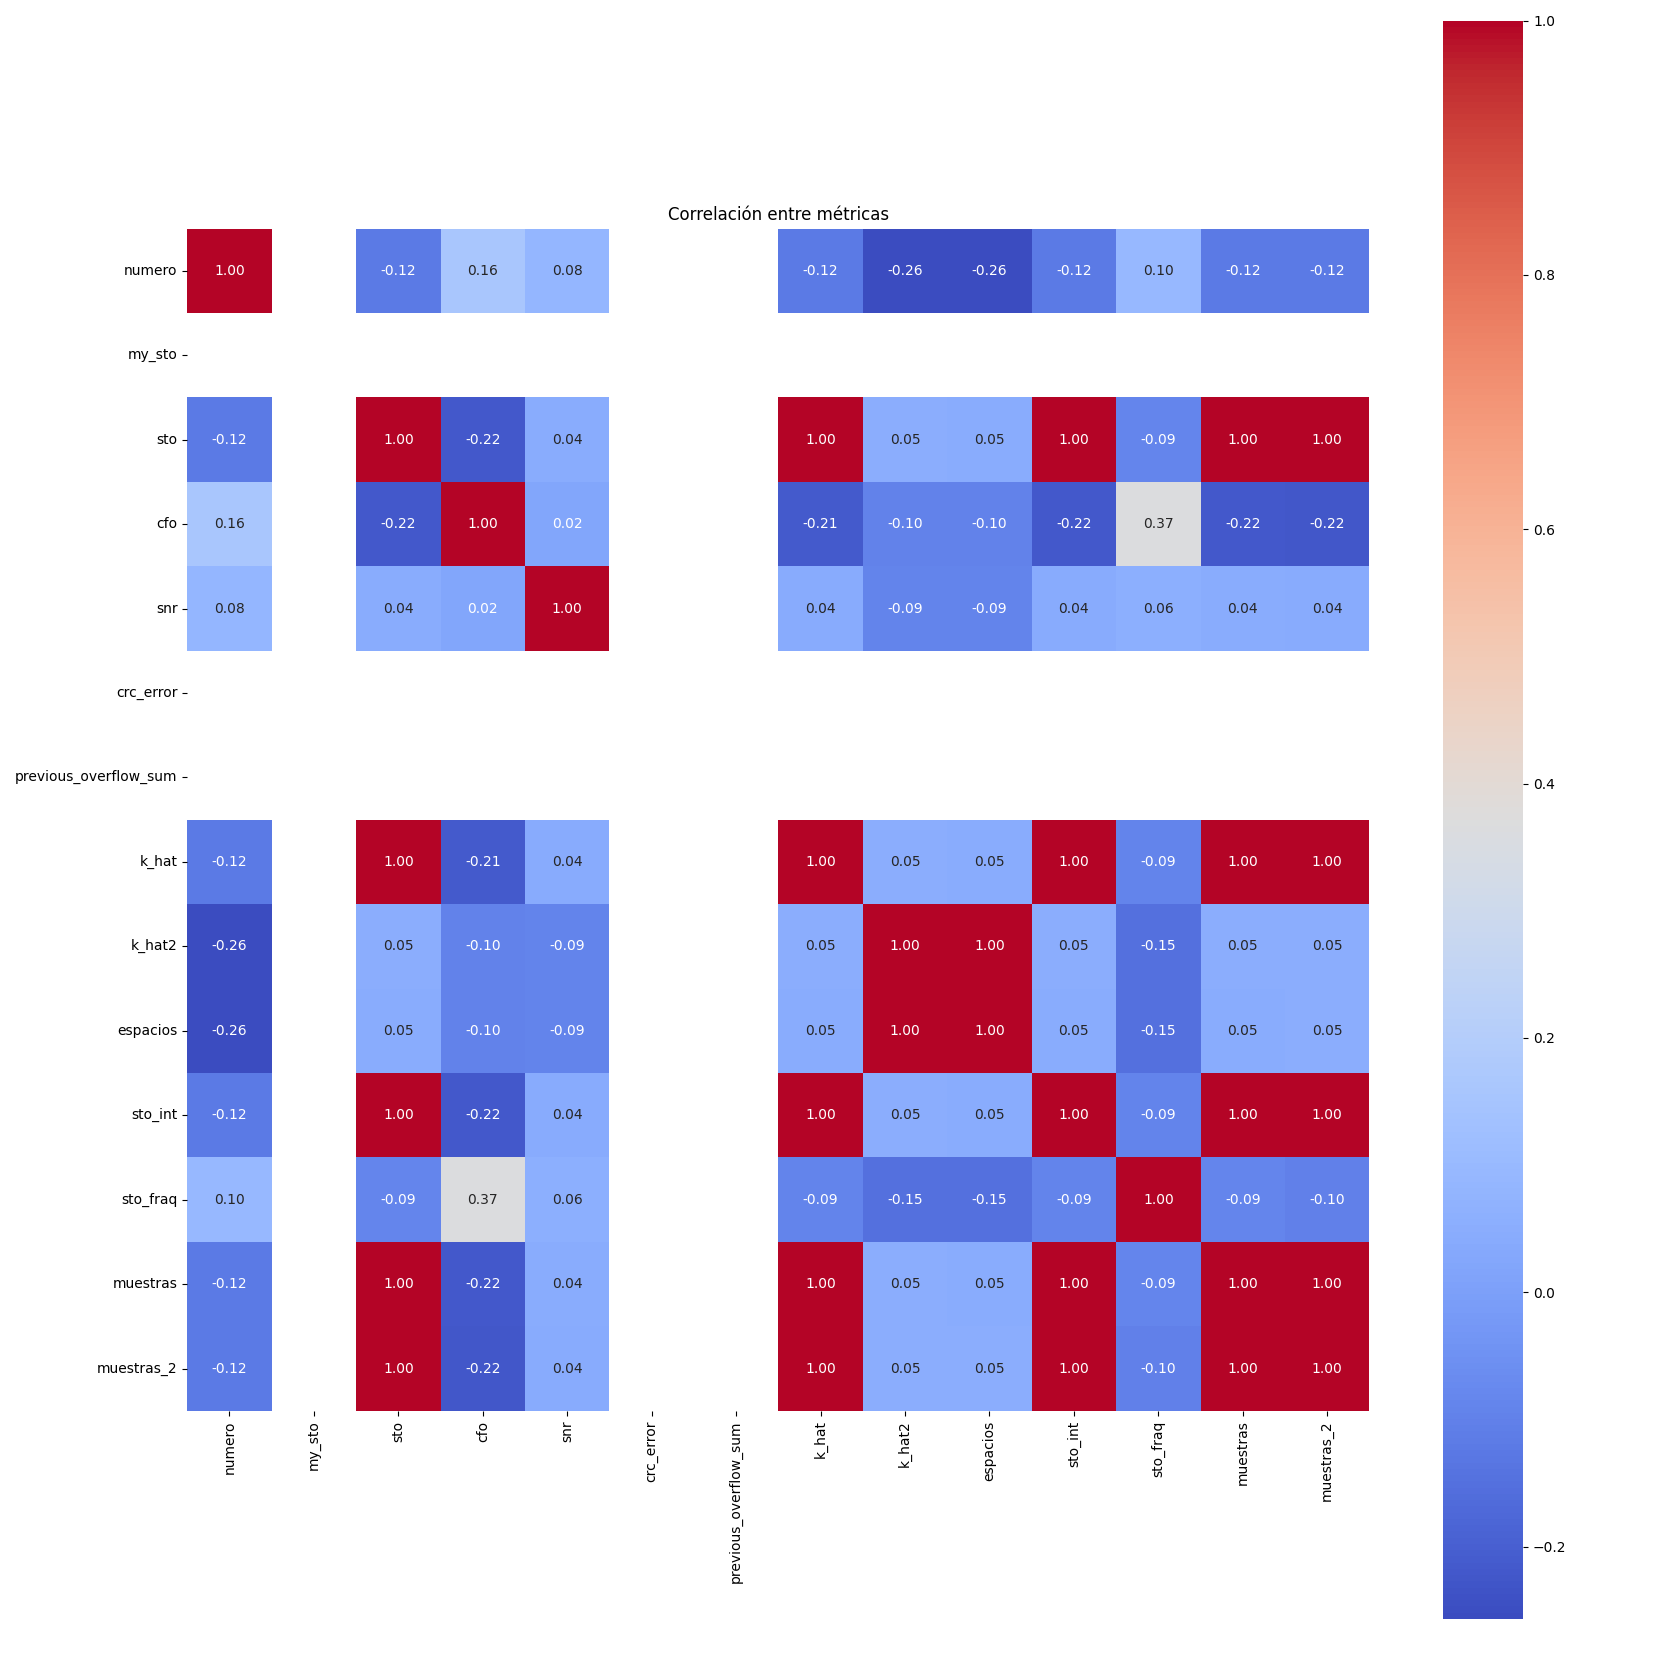 Correlación entre métricas
numero 1.00 -0.12 0.16 0.08 -0.12 -0.26 -0.26 -0.12 0.10 -0.12 -0.12
my_sto
sto -0.12 1.00 -0.22 0.04 1.00 0.05 0.05 1.00 -0.09 1.00 1.00
cfo 0.16 -0.22 1.00 0.02 -0.21 -0.10 -0.10 -0.22 0.37 -0.22 -0.22
snr 0.08 0.04 0.02 1.00 0.04 -0.09 -0.09 0.04 0.06 0.04 0.04
crc_error
previous_overflow_sum
k_hat -0.12 1.00 -0.21 0.04 1.00 0.05 0.05 1.00 -0.09 1.00 1.00
k_hat2 -0.26 0.05 -0.10 -0.09 0.05 1.00 1.00 0.05 -0.15 0.05 0.05
espacios -0.26 0.05 -0.10 -0.09 0.05 1.00 1.00 0.05 -0.15 0.05 0.05
sto_int -0.12 1.00 -0.22 0.04 1.00 0.05 0.05 1.00 -0.09 1.00 1.00
sto_fraq 0.10 -0.09 0.37 0.06 -0.09 -0.15 -0.15 -0.09 1.00 -0.09 -0.10
muestras -0.12 1.00 -0.22 0.04 1.00 0.05 0.05 1.00 -0.09 1.00 1.00
muestras_2 -0.12 1.00 -0.22 0.04 1.00 0.05 0.05 1.00 -0.10 1.00 1.00
numero
my_sto
sto
cfo
snr
crc_error
previous_overflow_sum
k_hat
k_hat2
espacios
sto_int
sto_fraq
muestras
muestras_2
1.0
0.8
0.6
0.4
0.2
0.0
−0.2